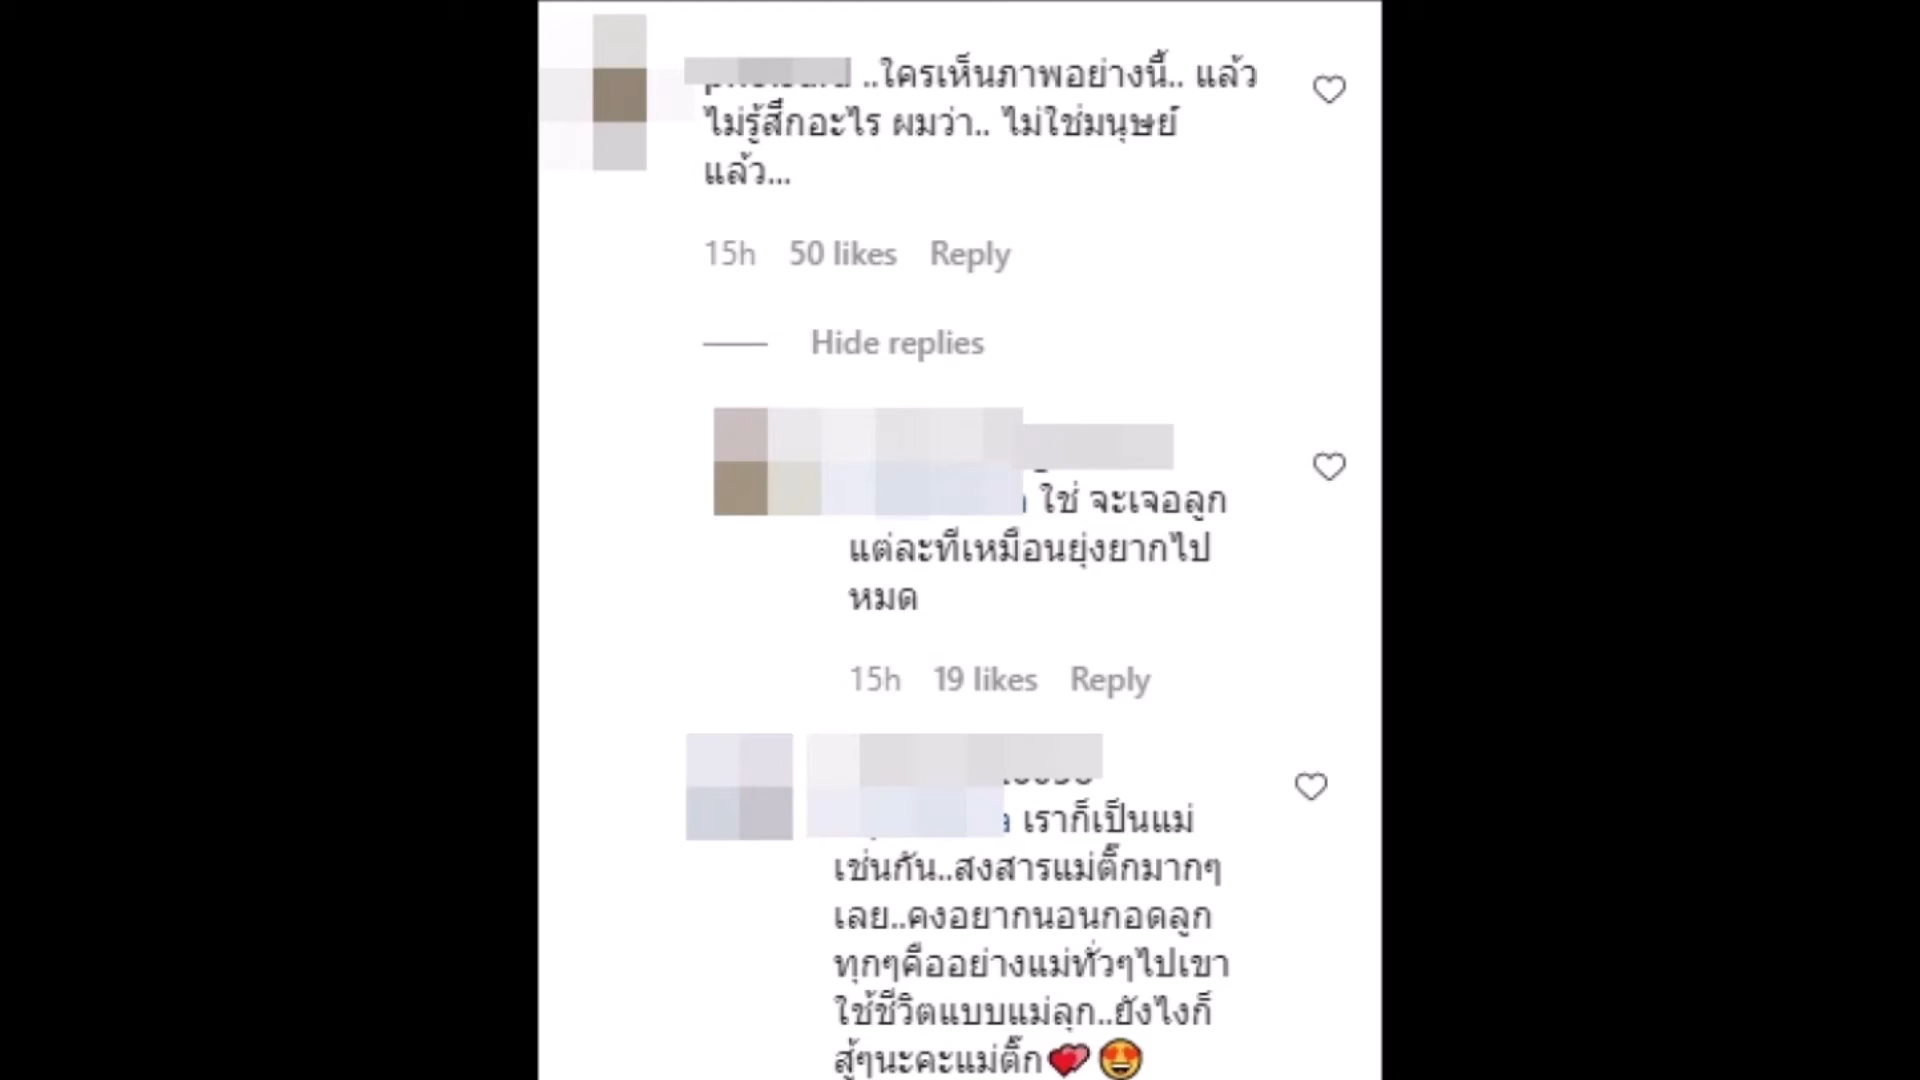 ..ใครเห็นภาพอย่างนี้.. แล้ว
ไม่รู้สึกอะไร ผมว่า.. ไม่ใช่มนุษย์
แล้ว...
15h 50 likes Reply
Hide replies
ใช่ จะเจอลูก
แต่ละทีเหมือนยุ่งยากไป
หมด
15h 19 likes Reply
เราก็เป็นแม่
เช่นกัน..สงสารแม่ติ๊กมากๆ
เลย..คงอยากนอนกอดลูก
ทุกๆคืออย่างแม่ทั่วๆไปเขา
ใช้ชีวิตแบบแม่ลุก..ยังไงก็
สู้ๆนะคะแม่ติ๊ก💞😍